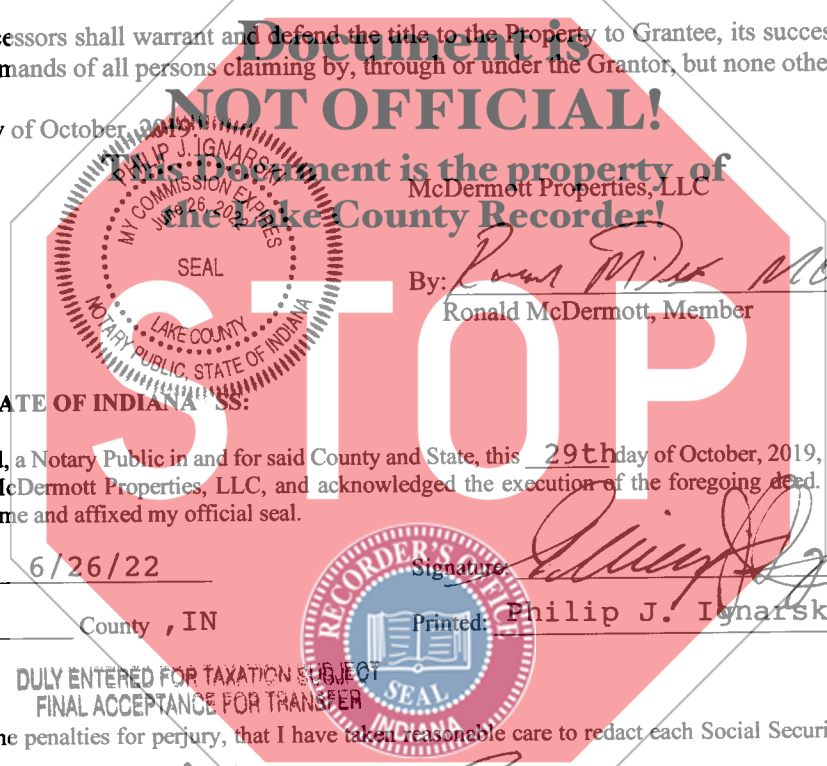 cessors shall warrant and defend the title to the Property to Grantee, its succes
mands of all persons claiming by, through or under the Grantor, but none othe
Document is
NOT OFFICIAL!
This Document is the property of
the Lake County Recorder!
y of October, 2019.
PHILIP J. IGNARSKI
MY COMMISSION EXPIRES
June 26, 2022
SEAL
LAKE COUNTY
NOTARY PUBLIC, STATE OF INDIANA
McDermott Properties, LLC
By:
Ronald McDermott, Member
STOP
ATE OF INDIANA SS:
l, a Notary Public in and for said County and State, this 29th day of October, 2019,
McDermott Properties, LLC, and acknowledged the execution of the foregoing deed.
me and affixed my official seal.
6/26/22
Signature:
County , IN
Printed: Philip J. Ignarsk
RECORDER'S OFFICE
SEAL
INDIANA
DULY ENTERED FOR TAXATION SUBJECT
FINAL ACCEPTANCE FOR TRANSFER
he penalties for perjury, that I have taken reasonable care to redact each Social Securi